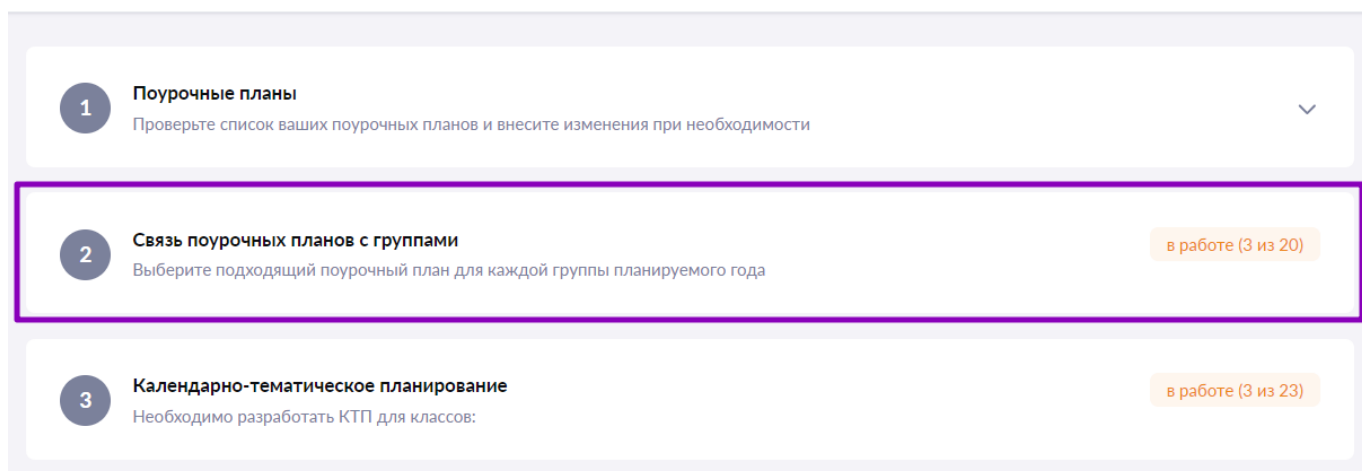 1
Поурочные планы
Проверьте список ваших поурочных планов и внесите изменения при необходимости
2
Связь поурочных планов с группами
в работе (3 из 20)
Выберите подходящий поурочный план для каждой группы планируемого года
3
Календарно-тематическое планирование
в работе (3 из 23)
Необходимо разработать КТП для классов: